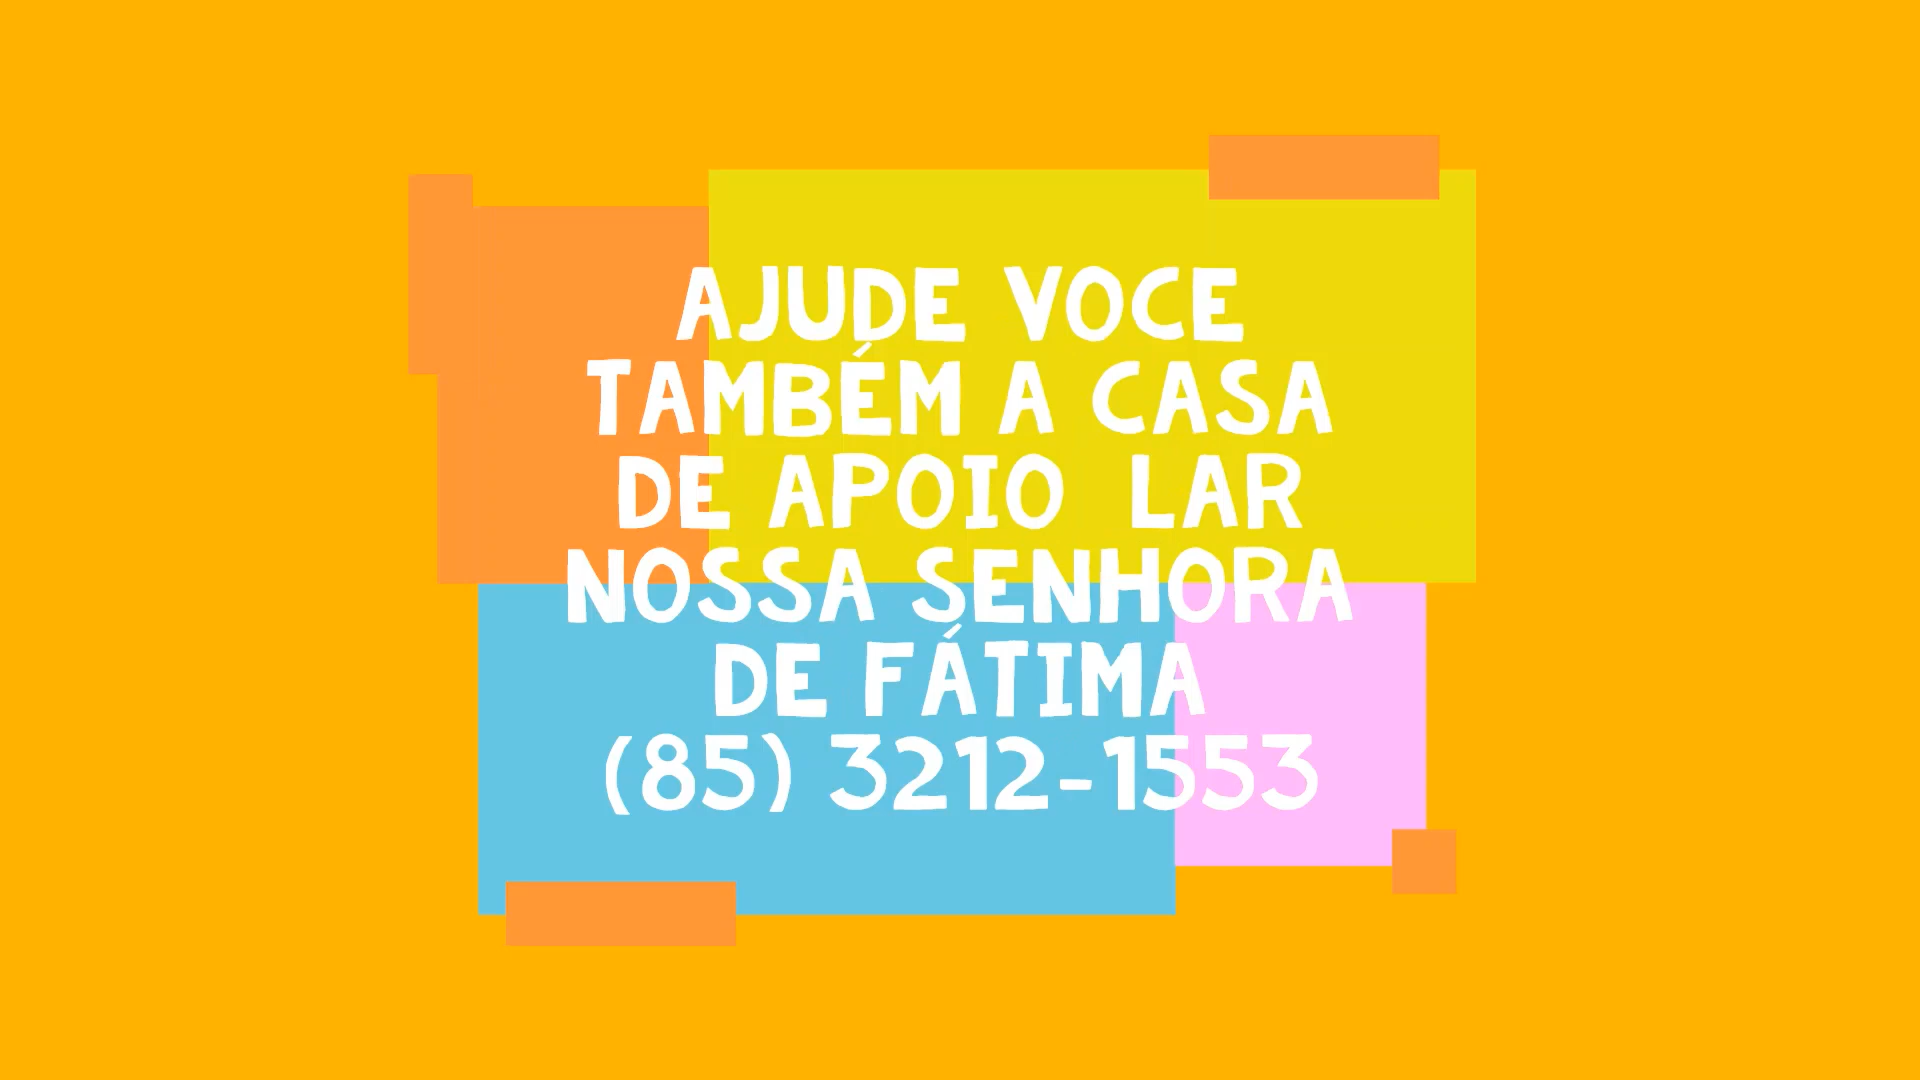 AJUDE VOCE
TAMBÉM A CASA
DE APOIO LAR
NOSSA SENHORA
DE FÁTIMA
(85) 3212-1553